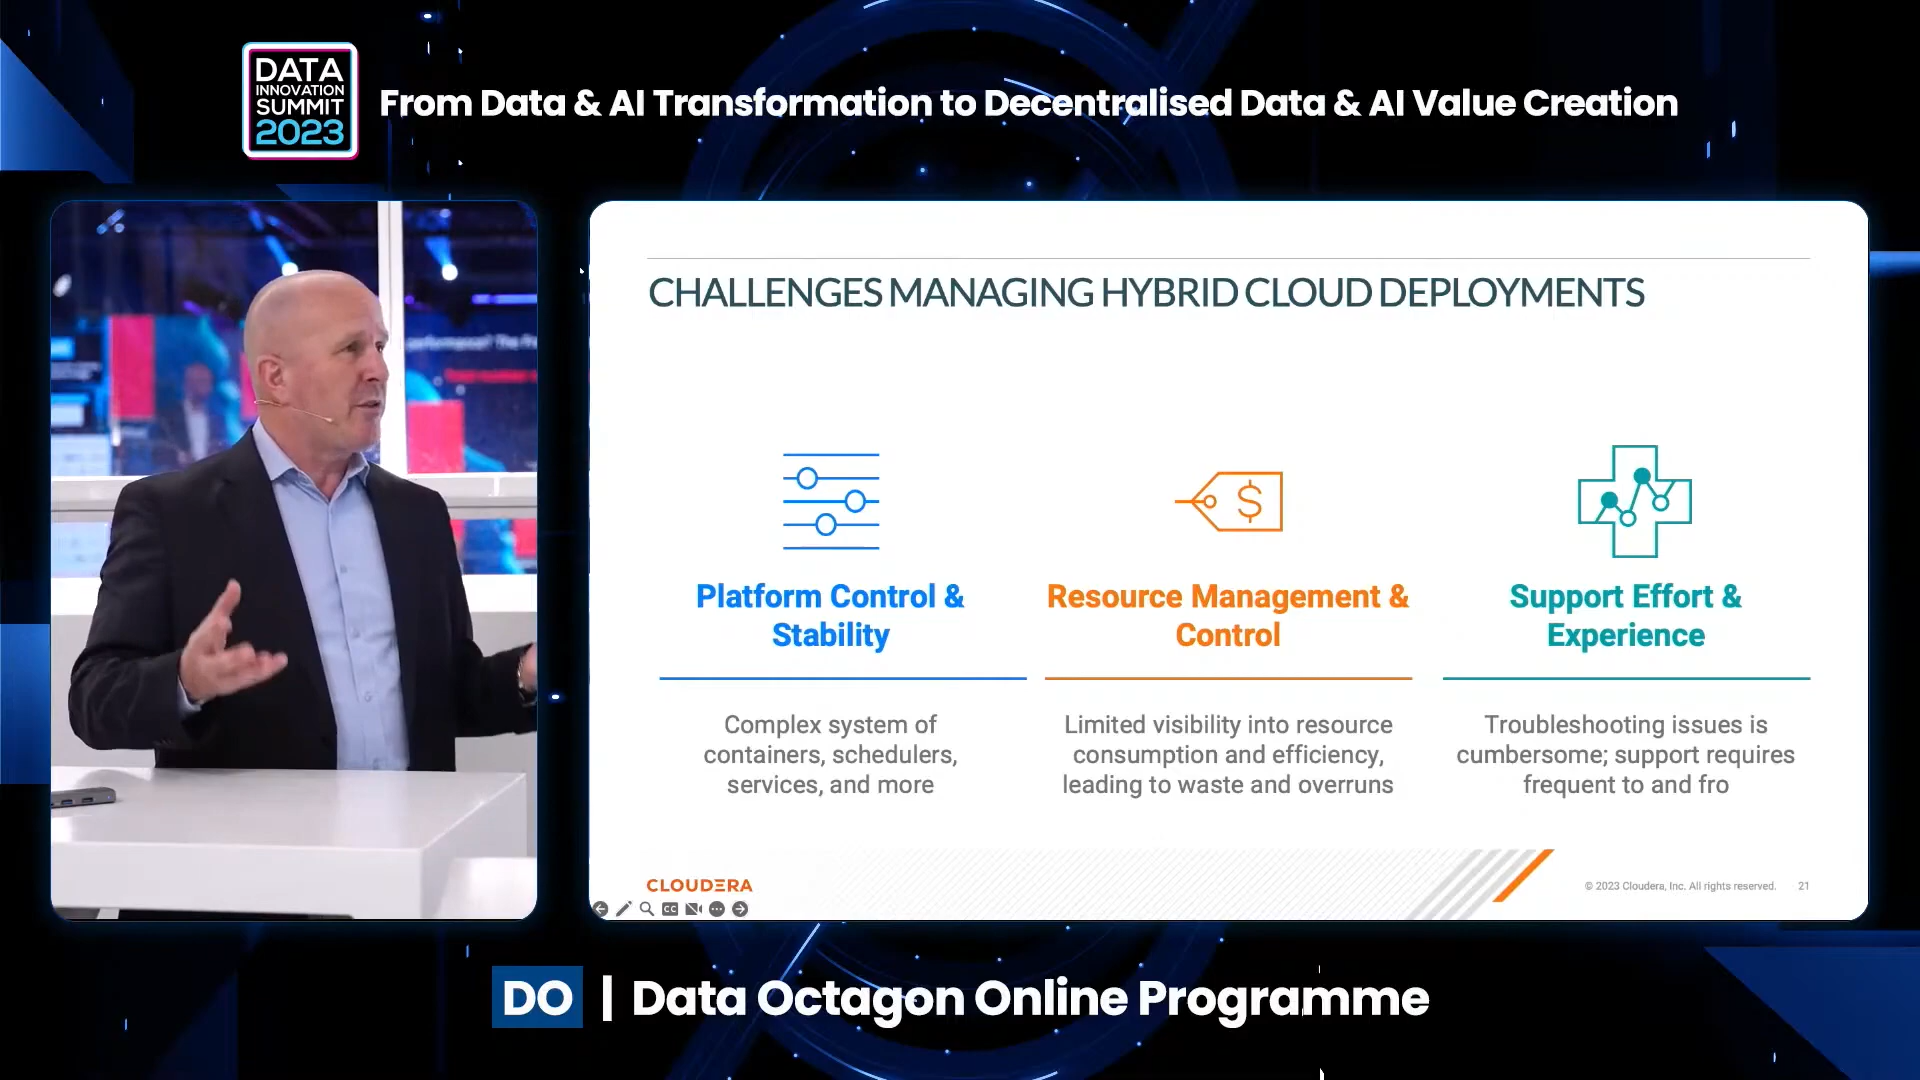 DATA
INNOVATION
SUMMIT
2023
From Data & AI Transformation to Decentralised Data & AI Value Creation
CHALLENGES MANAGING HYBRID CLOUD DEPLOYMENTS
$
Platform Control &
Stability
Complex system of
containers, schedulers,
services, and more
Resource Management &
Control
Limited visibility into resource
consumption and efficiency,
leading to waste and overruns
Support Effort &
Experience
Troubleshooting issues is
cumbersome; support requires
frequent to and fro
CLOUDERA
© 2023 Cloudera, Inc. All rights reserved.
21
CC
DO | Data Octagon Online Programme